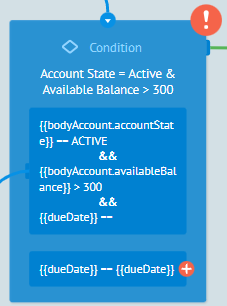 Condition
Account State = Active &
Available Balance > 300
{{bodyAccount.accountStat
e}} == ACTIVE
&&
{{bodyAccount.availableBal
ance}} > 300
&&
{{dueDate}} ==
{{dueDate}} == {{dueDate}}